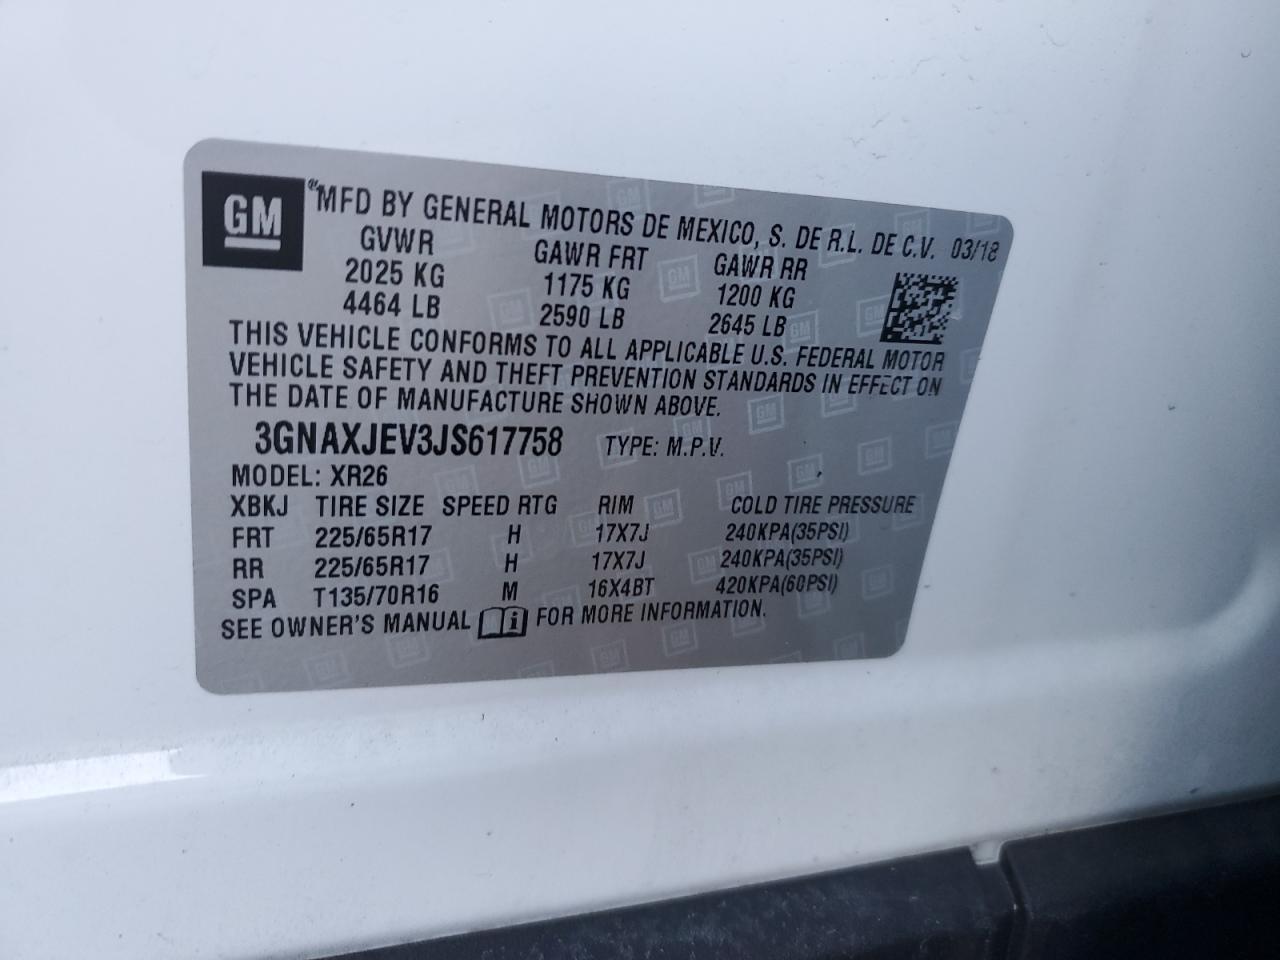 GM ®MFD BY GENERAL MOTORS DE MEXICO, S. DE R.L. DE C.V. 03/18
GVWR GAWR FRT GAWR RR
2025 KG 1175 KG 1200 KG
4464 LB 2590 LB 2645 LB
THIS VEHICLE CONFORMS TO ALL APPLICABLE U.S. FEDERAL MOTOR
VEHICLE SAFETY AND THEFT PREVENTION STANDARDS IN EFFECT ON
THE DATE OF MANUFACTURE SHOWN ABOVE.
3GNAXJEV3JS617758 TYPE: M.P.V.
MODEL: XR26
XBKJ TIRE SIZE SPEED RTG RIM COLD TIRE PRESSURE
FRT 225/65R17 H 17X7J 240KPA(35PSI)
RR 225/65R17 H 17X7J 240KPA(35PSI)
SPA T135/70R16 M 16X4BT 420KPA(60PSI)
SEE OWNER'S MANUAL i FOR MORE INFORMATION.